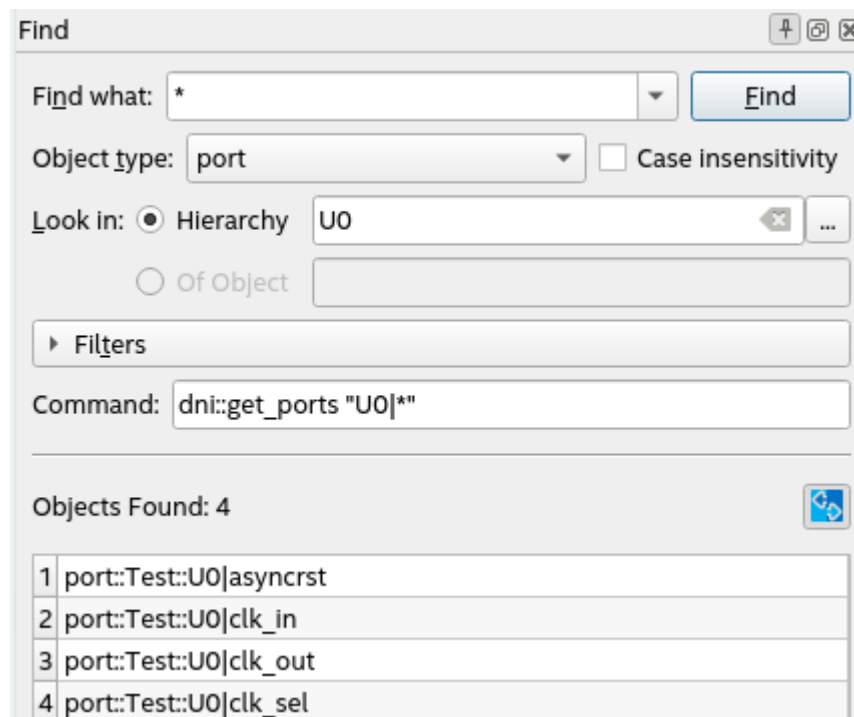 Find
Find what: * Find
Object type: port Case insensitivity
Look in: Hierarchy U0 ...
Of Object
Filters
Command: dni::get_ports "U0|*"
Objects Found: 4
1 port::Test::U0|asyncrst
2 port::Test::U0|clk_in
3 port::Test::U0|clk_out
4 port::Test::U0|clk_sel